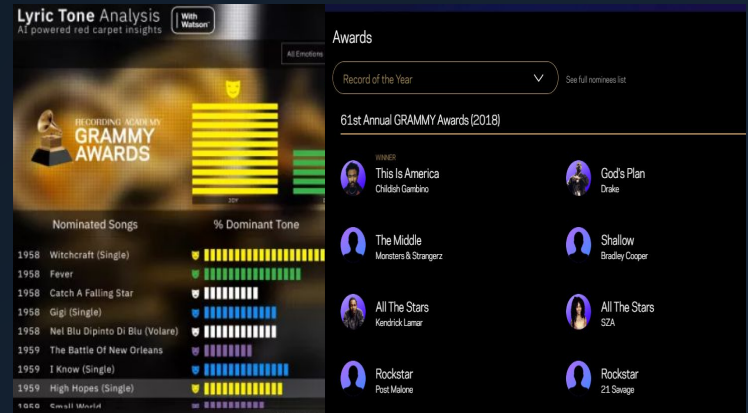 Lyric Tone Analysis
With
Watson
AI powered red carpet insights
All Emotions
RECORDING ACADEMY
GRAMMY
AWARDS
JOY
Nominated Songs % Dominant Tone
1958 Witchcraft (Single)
1958 Fever
1958 Catch A Falling Star
1958 Gigi (Single)
1958 Nel Blu Dipinto Di Blu (Volare)
1959 The Battle Of New Orleans
1959 I Know (Single)
1959 High Hopes (Single)
1959 Small World
Awards
Record of the Year
See full nominees list
61st Annual GRAMMY Awards (2018)
WINNER
This Is America
Childish Gambino
God's Plan
Drake
The Middle
Monsters & Strangerz
Shallow
Bradley Cooper
All The Stars
Kendrick Lamar
All The Stars
SZA
Rockstar
Post Malone
Rockstar
21 Savage